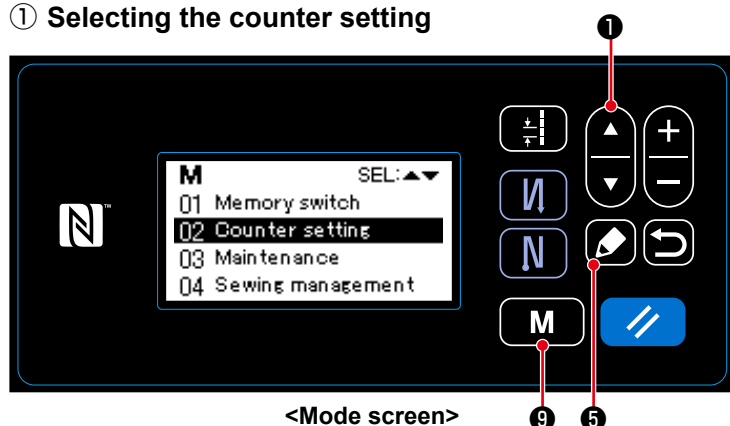 ① Selecting the counter setting
❶
M SEL:▲▼
01 Memory switch
02 Counter setting
03 Maintenance
04 Sewing management
N™
M
<Mode screen>
❾ ❺